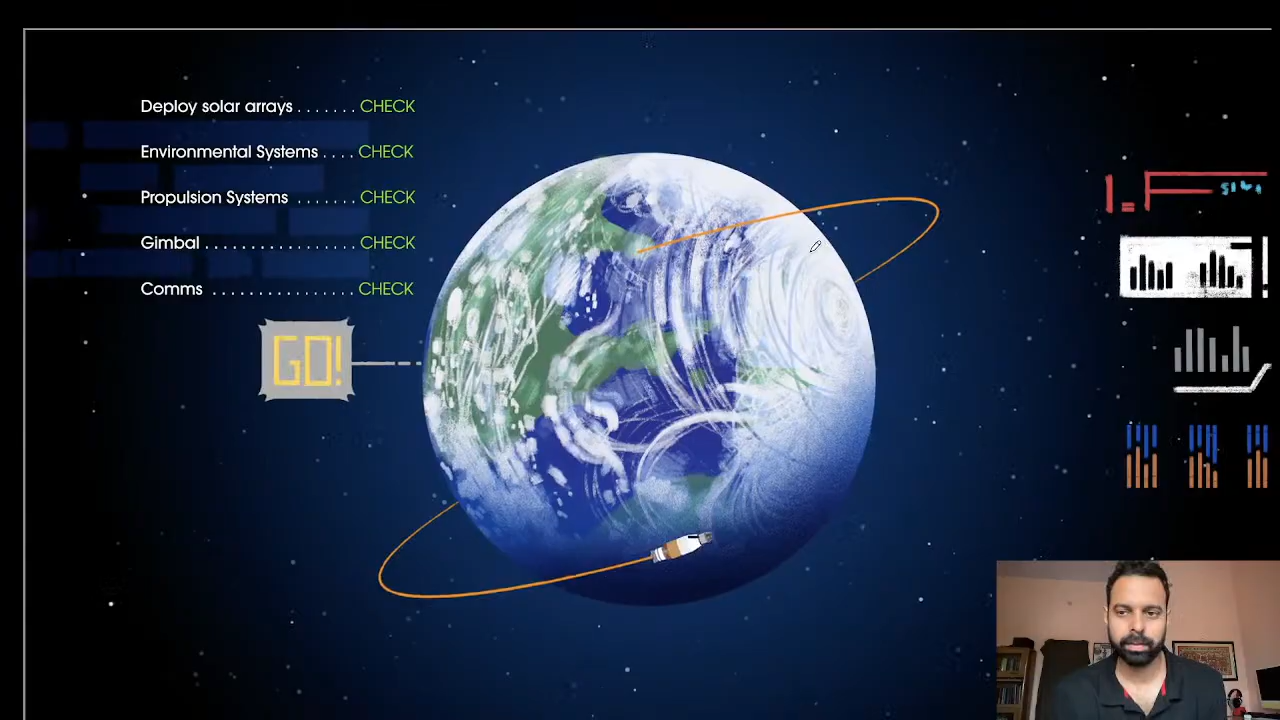 Deploy solar arrays . . . . . . . CHECK
Environmental Systems . . . . CHECK
Propulsion Systems . . . . . . . CHECK
Gimbal . . . . . . . . . . . . . . . . CHECK
Comms . . . . . . . . . . . . . . . . CHECK
GO!